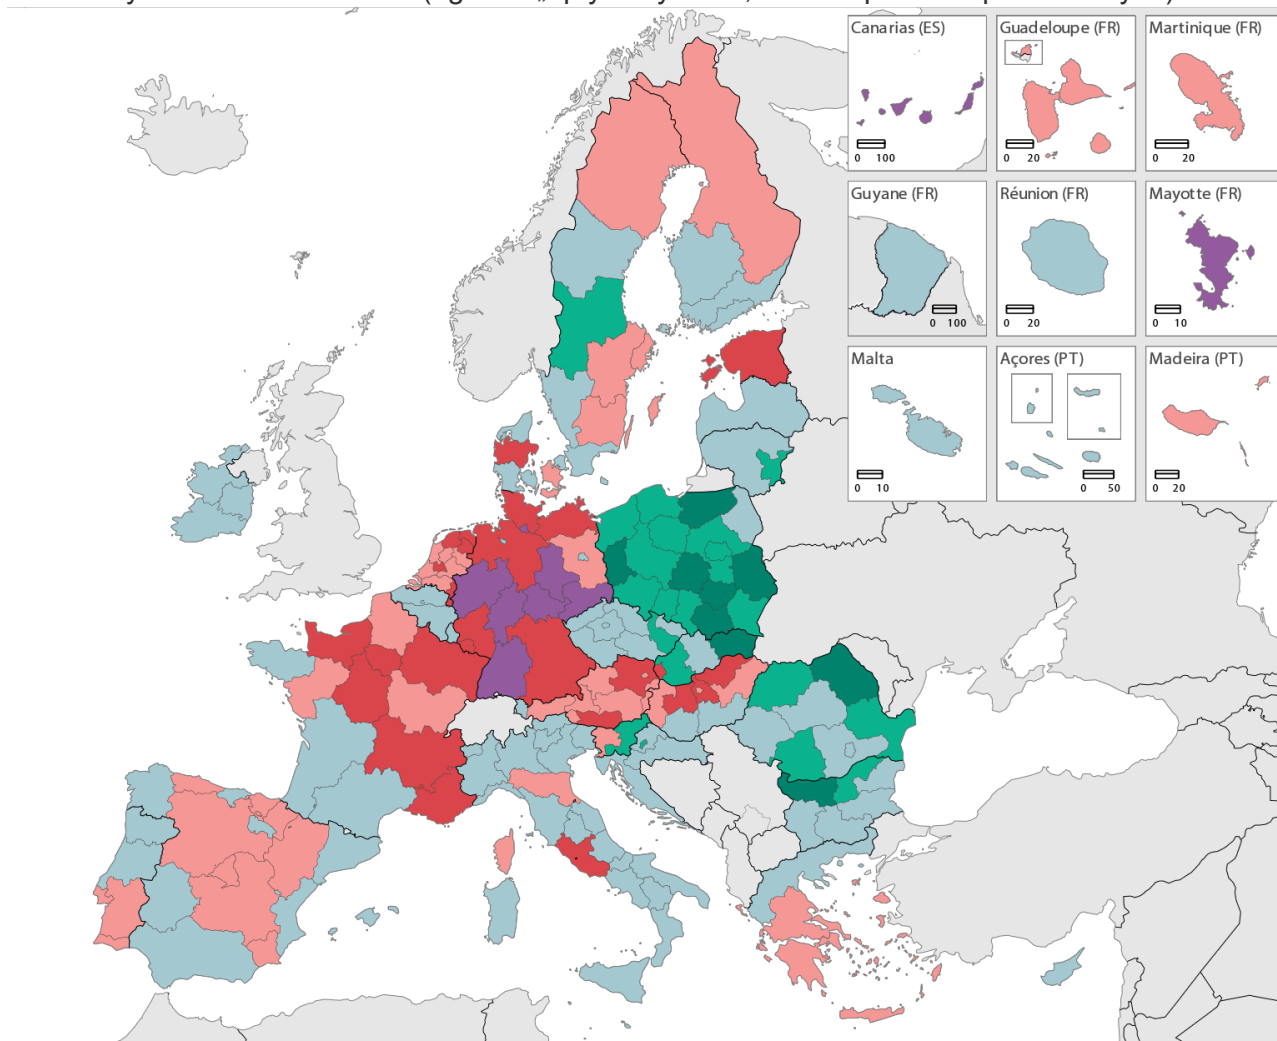 Canarias (ES)
0 100
Guadeloupe (FR)
0 20
Martinique (FR)
0 20
Guyane (FR)
0 100
Réunion (FR)
0 20
Mayotte (FR)
0 10
Malta
0 10
Açores (PT)
0 50
Madeira (PT)
0 20